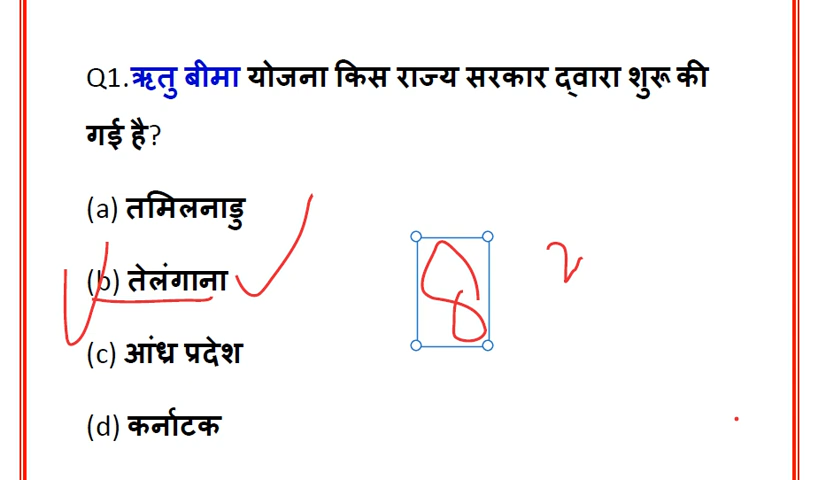 Q1.ऋतु बीमा योजना किस राज्य सरकार द्वारा शुरू की
गई है?
(a) तमिलनाडु
(b) तेलंगाना
(c) आंध्र प्रदेश
(d) कर्नाटक